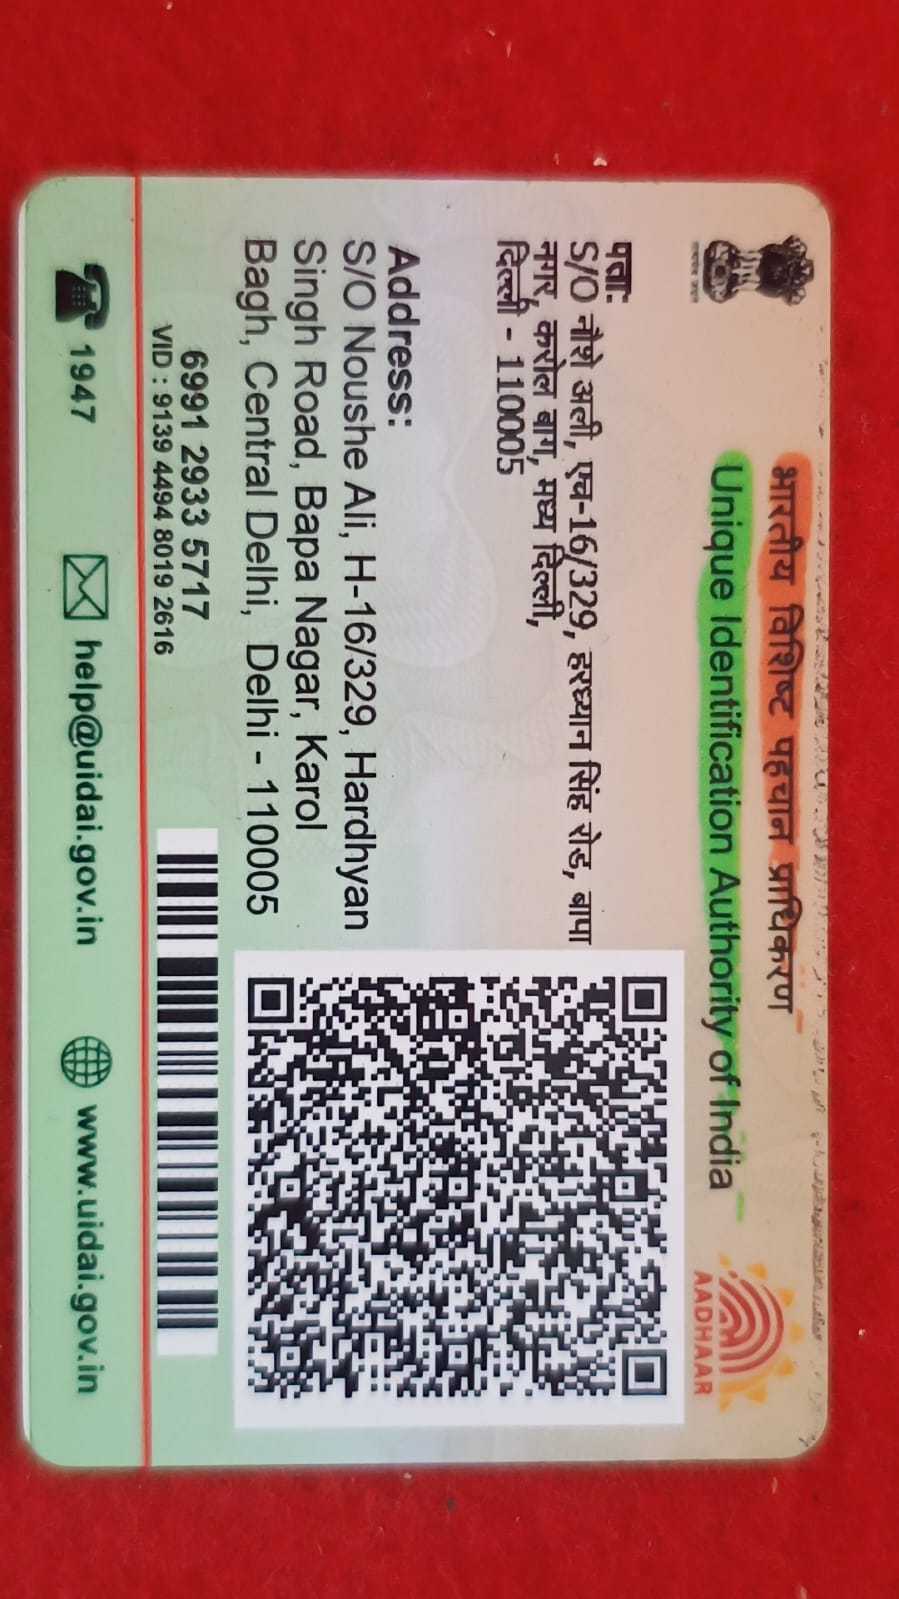 भारतीय विशिष्ट पहचान प्राधिकरण
Unique Identification Authority of India
AADHAAR
पता:
S/O नौशे अली, एच-16/329, हरध्यान सिंह रोड, बापा
नगर, करोल बाग, मध्य दिल्ली,
दिल्ली - 110005
Address:
S/O Noushe Ali, H-16/329, Hardhyan
Singh Road, Bapa Nagar, Karol
Bagh, Central Delhi, Delhi - 110005
6991 2933 5717
VID : 9139 4494 8019 2616
1947
help@uidai.gov.in
www.uidai.gov.in